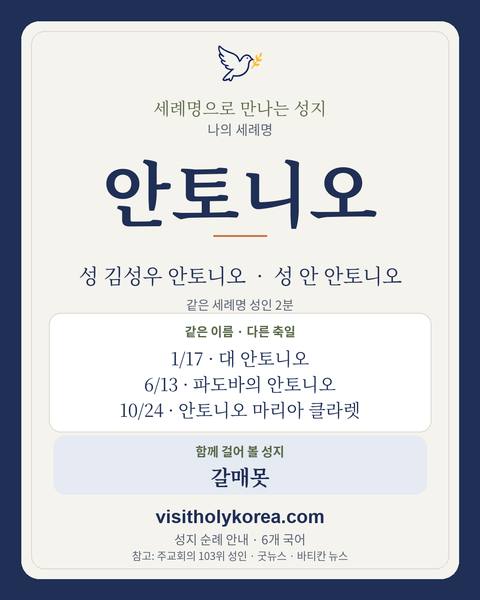 세례명으로 만나는 성지
나의 세례명
안토니오
성 김성우 안토니오 · 성 안 안토니오
같은 세례명 성인 2분
같은 이름 · 다른 축일
1/17 · 대 안토니오
6/13 · 파도바의 안토니오
10/24 · 안토니오 마리아 클라렛
함께 걸어 볼 성지
갈매못
visitholykorea.com
성지 순례 안내 · 6개 국어
참고: 주교회의 103위 성인 · 굿뉴스 · 바티칸 뉴스